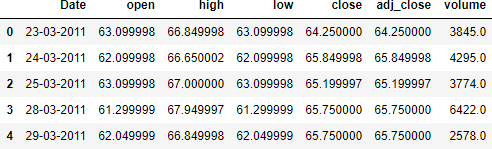 Date open high low close adj_close volume
0 23-03-2011 63.099998 66.849998 63.099998 64.250000 64.250000 3845.0
1 24-03-2011 62.099998 66.650002 62.099998 65.849998 65.849998 4295.0
2 25-03-2011 63.099998 67.000000 63.099998 65.199997 65.199997 3774.0
3 28-03-2011 61.299999 67.949997 61.299999 65.750000 65.750000 6422.0
4 29-03-2011 62.049999 66.849998 62.049999 65.750000 65.750000 2578.0